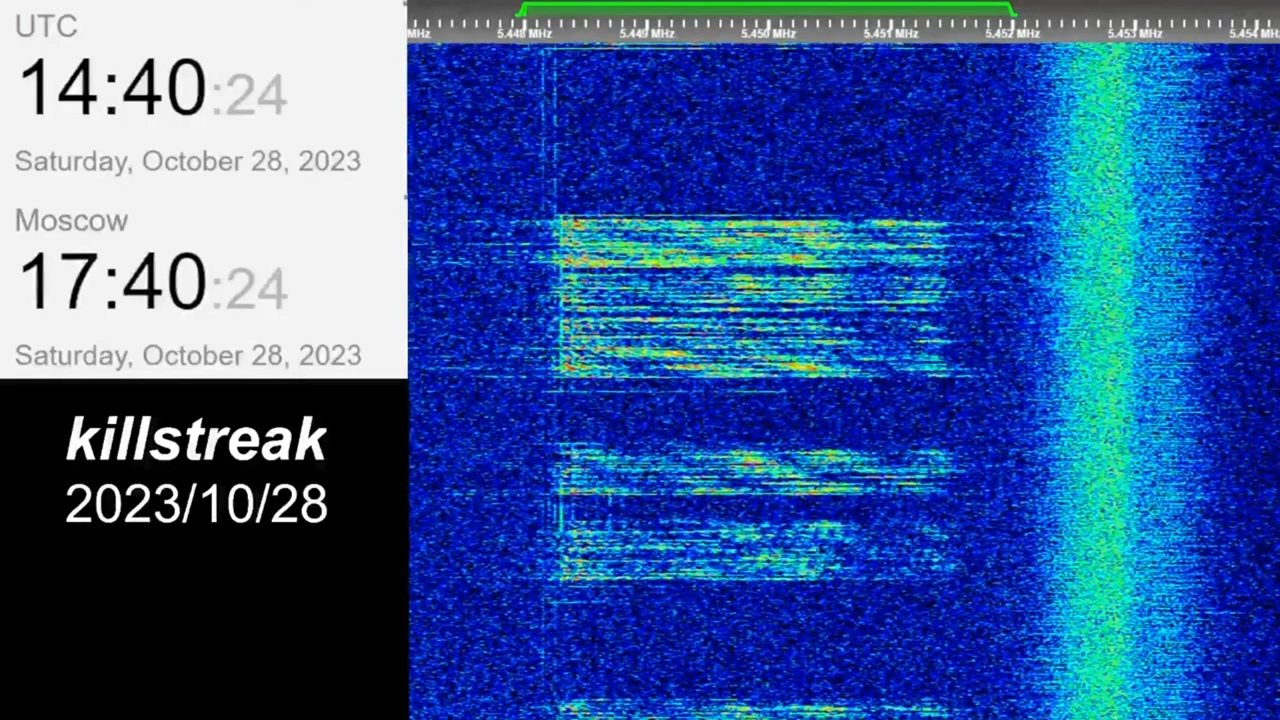 UTC
14:40:24
Saturday, October 28, 2023
Moscow
17:40:24
Saturday, October 28, 2023
killstreak
2023/10/28
MHz 5.448 MHz 5.449 MHz 5.450 MHz 5.451 MHz 5.452 MHz 5.453 MHz 5.454 MHz